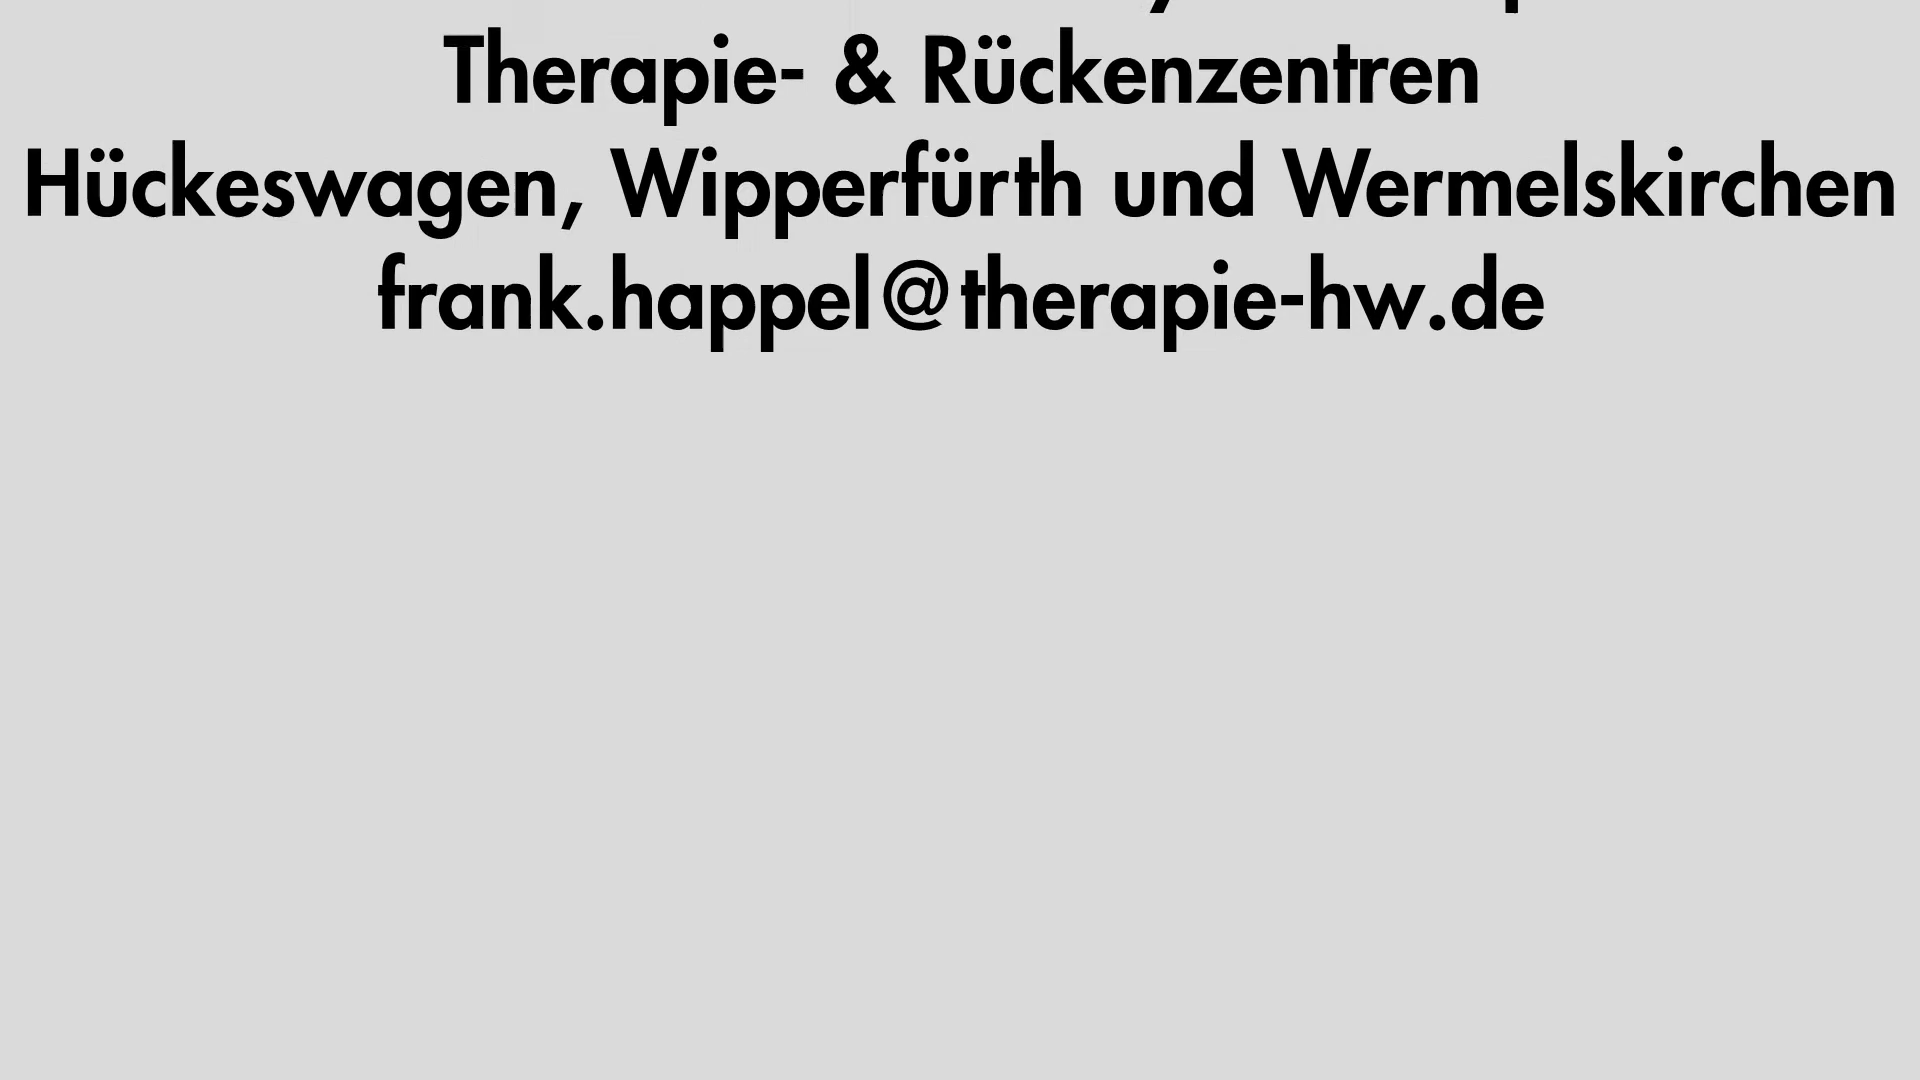 Therapie- & Rückenzentren
Hückeswagen, Wipperfürth und Wermelskirchen
frank.happel@therapie-hw.de